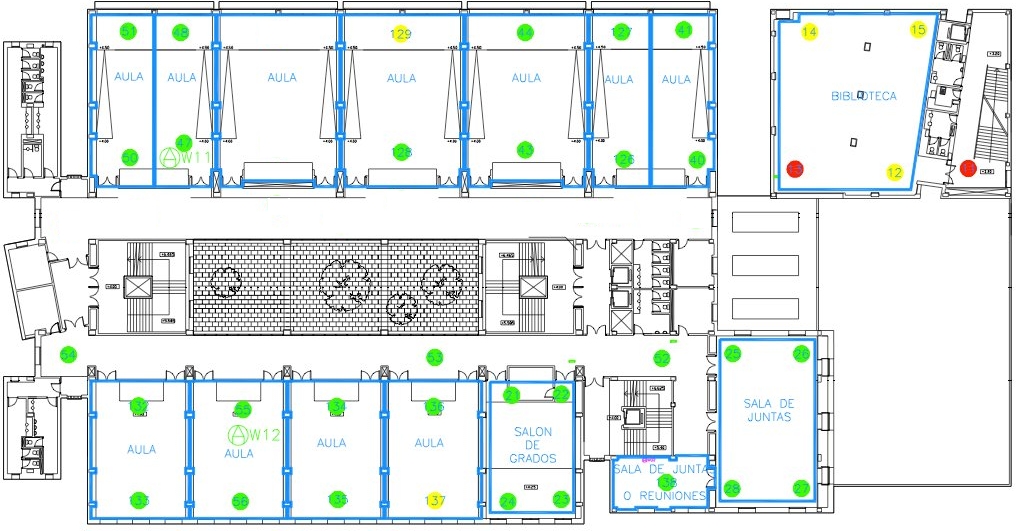 51
48
129
44
127
41
14
15
AULA
AULA
AULA
AULA
AULA
AULA
AULA
BIBLIOTECA
50
47
W11
128
43
126
40
12
54
53
52
25
26
132
55
134
136
21
22
W12
AULA
AULA
AULA
AULA
SALON
DE
GRADOS
SALA DE
JUNTAS
SALA DE JUNTA
138
O REUNIONES
133
56
135
137
24
23
28
27